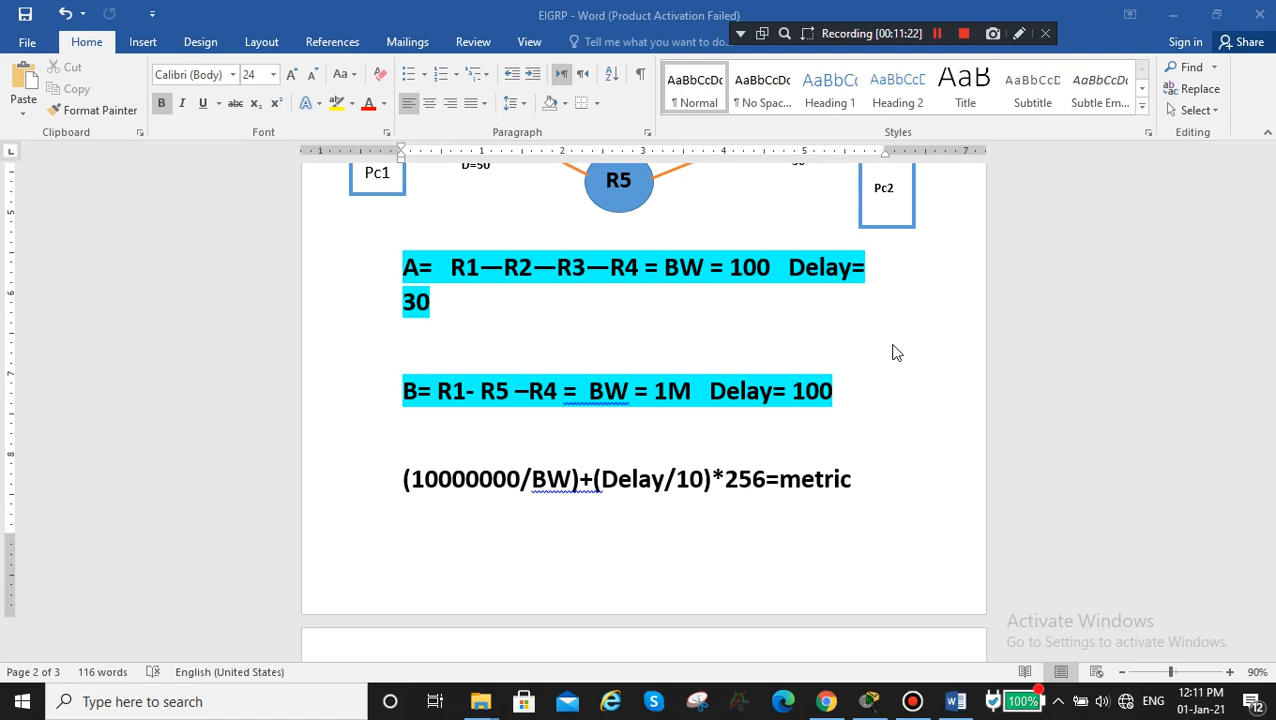 EIGRP - Word (Product Activation Failed)
Recording [00:11:22]
File Home Insert Design Layout References Mailings Review View Tell me what you want to do... Sign in Share
Paste
Cut
Copy
Format Painter
Clipboard
Calibri (Body) 24
Font
Paragraph
AaBbCcDc AaBbCcDc AaBbCc AaBbCcD AaB AaBbCcD AaBbCcD
¶ Normal ¶ No Spac... Heading 1 Heading 2 Title Subtitle Subtle Em...
Styles
Find
Replace
Select
Editing
Pc1
D=50
R5
Pc2
A= R1—R2—R3—R4 = BW = 100 Delay=
30
B= R1- R5 –R4 = BW = 1M Delay= 100
(10000000/BW)+(Delay/10)*256=metric
Activate Windows
Go to Settings to activate Windows.
Page 2 of 3 116 words English (United States) 90%
Type here to search
100%
ENG
12:11 PM
01-Jan-21
12